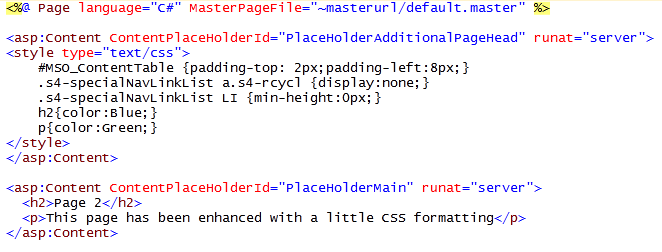 <%@ Page language="C#" MasterPageFile="~masterurl/default.master" %>
<asp:Content ContentPlaceHolderId="PlaceHolderAdditionalPageHead" runat="server">
<style type="text/css">
#MSO_ContentTable {padding-top: 2px;padding-left:8px;}
.s4-specialNavLinkList a.s4-rcycl {display:none;}
.s4-specialNavLinkList LI {min-height:0px;}
h2{color:Blue;}
p{color:Green;}
</style>
</asp:Content>
<asp:Content ContentPlaceHolderId="PlaceHolderMain" runat="server">
<h2>Page 2</h2>
<p>This page has been enhanced with a little CSS formatting</p>
</asp:Content>